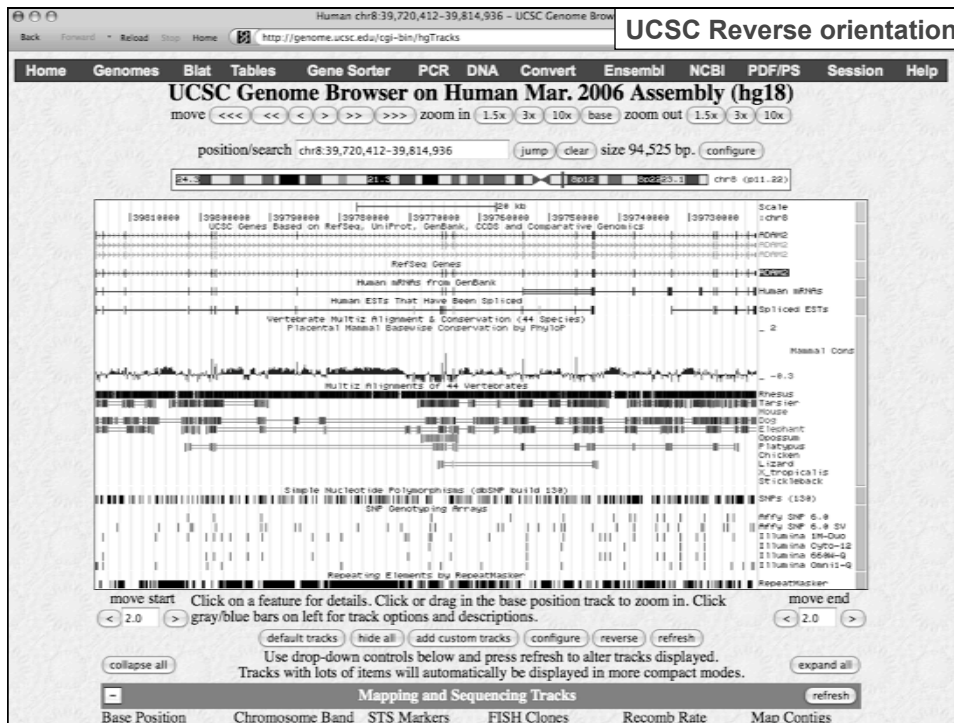 Human chr8:39,720,412-39,814,936 – UCSC Genome Brow
UCSC Reverse orientation
Back Forward Reload Stop Home http://genome.ucsc.edu/cgi-bin/hgTracks
Home Genomes Blat Tables Gene Sorter PCR DNA Convert Ensembl NCBI PDF/PS Session Help
UCSC Genome Browser on Human Mar. 2006 Assembly (hg18)
move <<< << < > >> >>> zoom in 1.5x 3x 10x base zoom out 1.5x 3x 10x
position/search chr8:39,720,412-39,814,936 jump clear size 94,525 bp. configure
24.3 21.3 8p12 8p22 23.1 chr8 (p11.22)
20 kb Scale
|39810000 |39800000 |39790000 |39780000 |39770000 |39760000 |39750000 |39740000 |39730000 :chr8
UCSC Genes Based on RefSeq, UniProt, GenBank, CCDS and Comparative Genomics
ADAM2
ADAM2
ADAM2
RefSeq Genes
ADAM2
Human mRNAs from GenBank
Human mRNAs
Human ESTs That Have Been Spliced
Spliced ESTs
Vertebrate Multiz Alignment & Conservation (44 Species)
Placental Mammal Basewise Conservation by PhyloP
_ 2
Mammal Cons
_ -0.3
Multiz Alignments of 44 Vertebrates
Rhesus
Tarsier
Mouse
Dog
Elephant
Opossum
Platypus
Chicken
Lizard
X_tropicalis
Stickleback
Simple Nucleotide Polymorphisms (dbSNP build 130)
SNPs (130)
SNP Genotyping Arrays
Affy SNP 6.0
Affy SNP 6.0 SV
Illumina 1M-Duo
Illumina Cyto-12
Illumina 660W-Q
Illumina Omni1-Q
Repeating Elements by RepeatMasker
RepeatMasker
move start Click on a feature for details. Click or drag in the base position track to zoom in. Click move end
< 2.0 > gray/blue bars on left for track options and descriptions. < 2.0 >
default tracks hide all add custom tracks configure reverse refresh
collapse all Use drop-down controls below and press refresh to alter tracks displayed. expand all
Tracks with lots of items will automatically be displayed in more compact modes.
- Mapping and Sequencing Tracks refresh
Base Position Chromosome Band STS Markers FISH Clones Recomb Rate Map Contigs